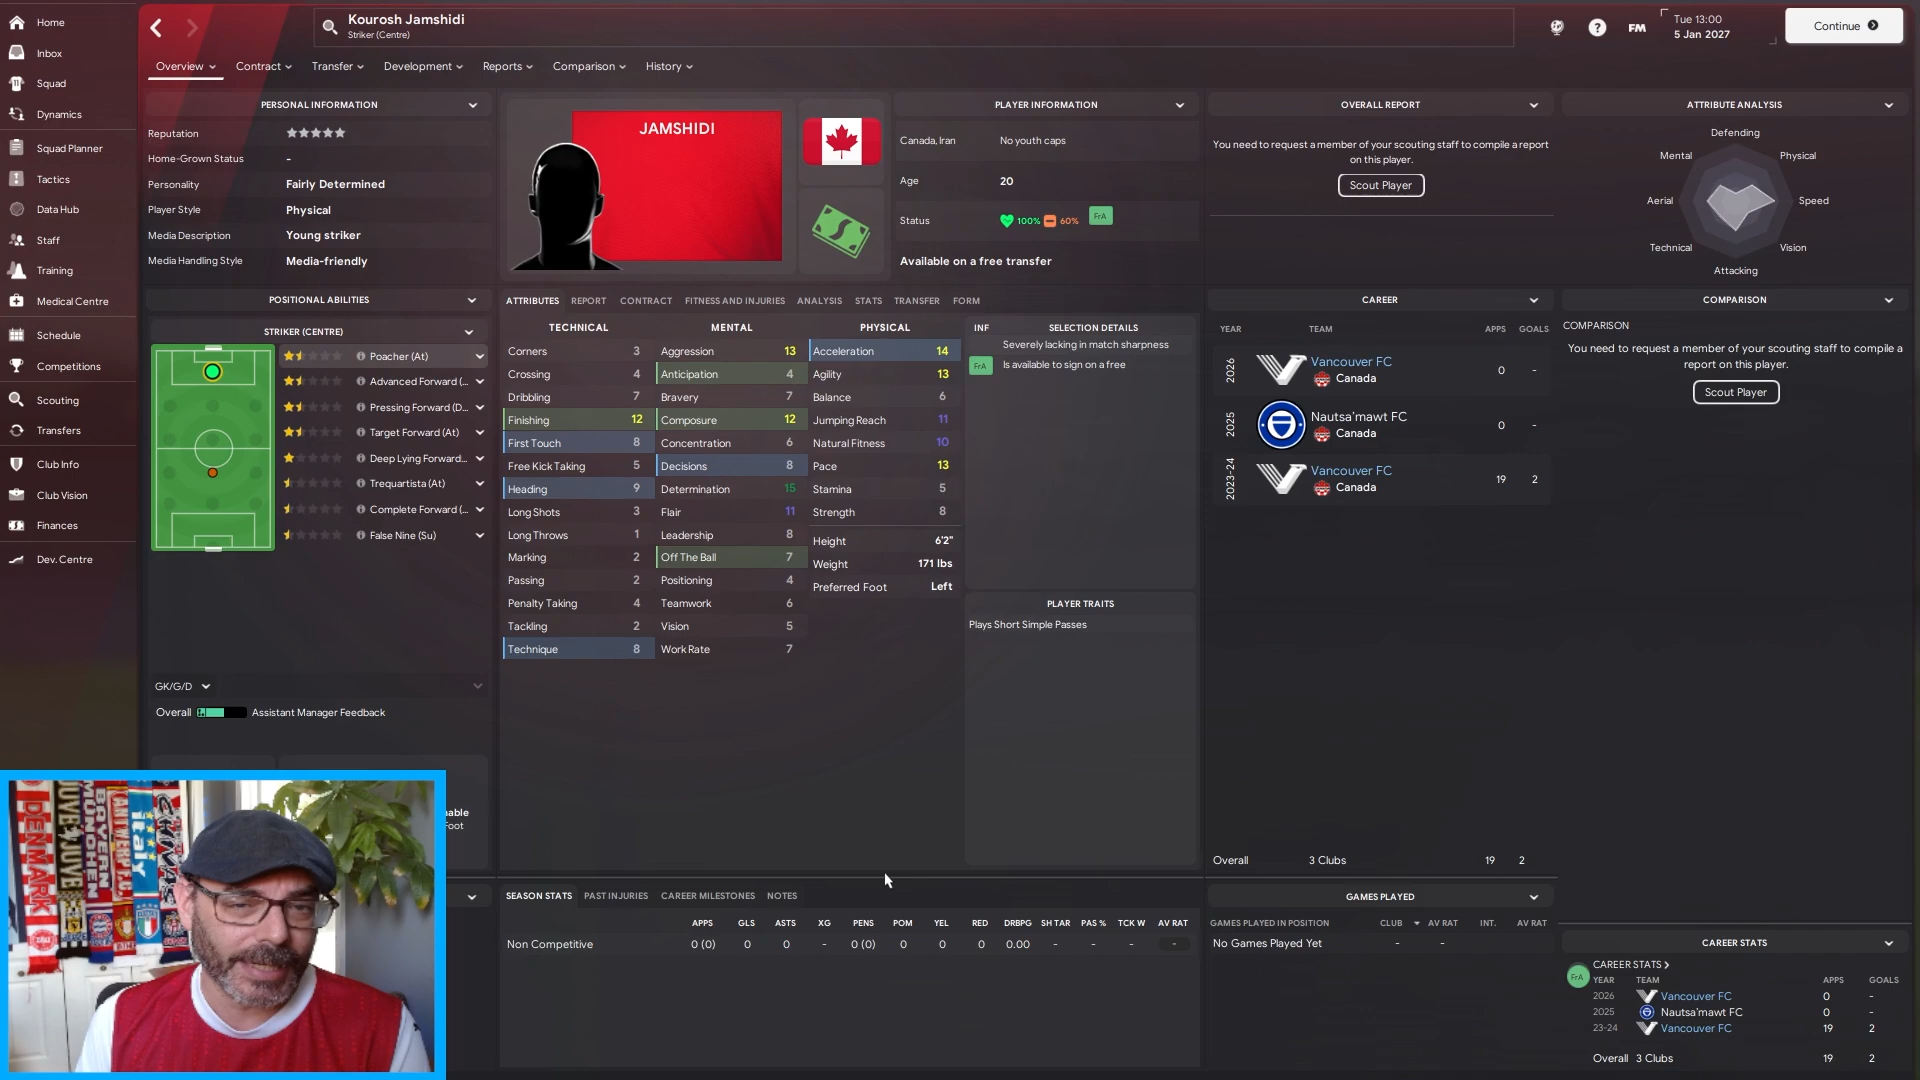 Home
Inbox
Squad
Dynamics
Squad Planner
Tactics
Data Hub
Staff
Training
Medical Centre
Schedule
Competitions
Scouting
Transfers
Club Info
Club Vision
Finances
Dev. Centre
Kourosh Jamshidi
Striker (Centre)
FM
Tue 13:00
5 Jan 2027
Continue
Overview
Contract
Transfer
Development
Reports
Comparison
History
PERSONAL INFORMATION
Reputation
Home-Grown Status -
Personality Fairly Determined
Player Style Physical
Media Description Young striker
Media Handling Style Media-friendly
JAMSHIDI
PLAYER INFORMATION
Canada, Iran No youth caps
Age 20
Status 100% 60% FrA
Available on a free transfer
OVERALL REPORT
You need to request a member of your scouting staff to compile a report
on this player.
Scout Player
ATTRIBUTE ANALYSIS
Defending
Mental Physical
Aerial Speed
Technical Vision
Attacking
POSITIONAL ABILITIES
STRIKER (CENTRE)
Poacher (At)
Advanced Forward (...
Pressing Forward (D...
Target Forward (At)
Deep Lying Forward...
Trequartista (At)
Complete Forward (...
False Nine (Su)
GK/G/D
Overall Assistant Manager Feedback
ATTRIBUTES REPORT CONTRACT FITNESS AND INJURIES ANALYSIS STATS TRANSFER FORM
TECHNICAL
Corners 3
Crossing 4
Dribbling 7
Finishing 12
First Touch 8
Free Kick Taking 5
Heading 9
Long Shots 3
Long Throws 1
Marking 2
Passing 2
Penalty Taking 4
Tackling 2
Technique 8
MENTAL
Aggression 13
Anticipation 4
Bravery 7
Composure 12
Concentration 6
Decisions 8
Determination 15
Flair 11
Leadership 8
Off The Ball 7
Positioning 4
Teamwork 6
Vision 5
Work Rate 7
PHYSICAL
Acceleration 14
Agility 13
Balance 6
Jumping Reach 11
Natural Fitness 10
Pace 13
Stamina 5
Strength 8
Height 6'2"
Weight 171 lbs
Preferred Foot Left
INF SELECTION DETAILS
Severely lacking in match sharpness
FrA Is available to sign on a free
PLAYER TRAITS
Plays Short Simple Passes
CAREER
YEAR TEAM APPS GOALS
2026 Vancouver FC 0 -
Canada
2025 Nautsa'mawt FC 0 -
Canada
2023-24 Vancouver FC 19 2
Canada
Overall 3 Clubs 19 2
COMPARISON
COMPARISON
You need to request a member of your scouting staff to compile a
report on this player.
Scout Player
SEASON STATS PAST INJURIES CAREER MILESTONES NOTES
APPS GLS ASTS XG PENS POM YEL RED DRBPG SH TAR PAS % TCK W AV RAT
Non Competitive 0 (0) 0 0 - 0 (0) 0 0 0 0.00 - - - -
GAMES PLAYED
GAMES PLAYED IN POSITION CLUB AV RAT INT. AV RAT
No Games Played Yet - -
CAREER STATS
FrA CAREER STATS
YEAR TEAM APPS GOALS
2026 Vancouver FC 0 -
2025 Nautsa'mawt FC 0 -
23-24 Vancouver FC 19 2
Overall 3 Clubs 19 2
DENMARK
JUVE
BAYERN
MÜNCHEN
italy